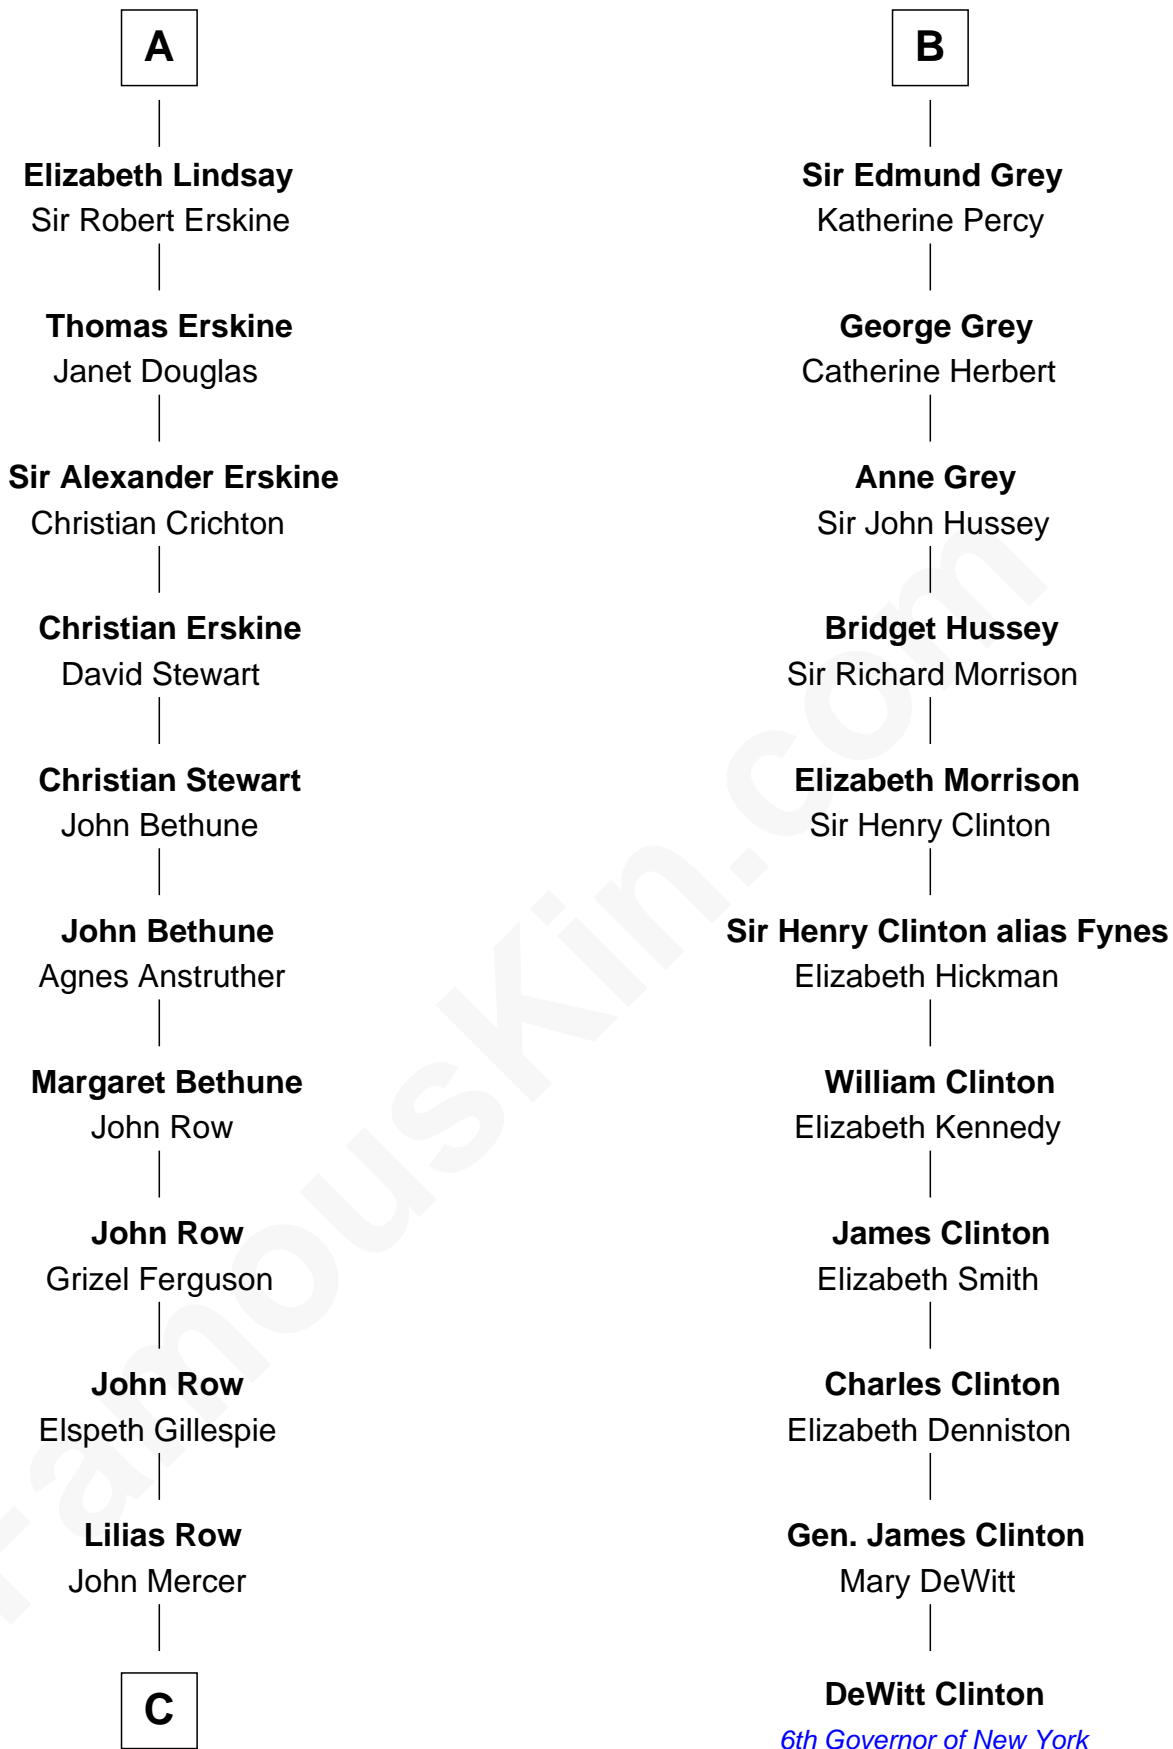 A
Elizabeth Lindsay
Sir Robert Erskine
Thomas Erskine
Janet Douglas
Sir Alexander Erskine
Christian Crichton
Christian Erskine
David Stewart
Christian Stewart
John Bethune
John Bethune
Agnes Anstruther
Margaret Bethune
John Row
John Row
Grizel Ferguson
John Row
Elspeth Gillespie
Lilias Row
John Mercer
C
B
Sir Edmund Grey
Katherine Percy
George Grey
Catherine Herbert
Anne Grey
Sir John Hussey
Bridget Hussey
Sir Richard Morrison
Elizabeth Morrison
Sir Henry Clinton
Sir Henry Clinton alias Fynes
Elizabeth Hickman
William Clinton
Elizabeth Kennedy
James Clinton
Elizabeth Smith
Charles Clinton
Elizabeth Denniston
Gen. James Clinton
Mary DeWitt
DeWitt Clinton
6th Governor of New York
FamousKin.com